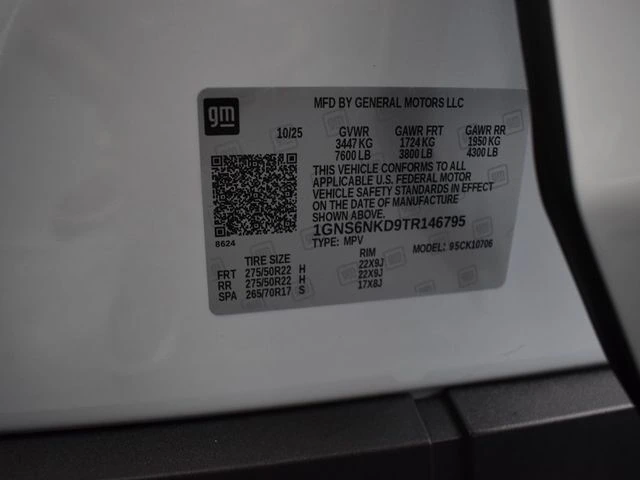 gm
MFD BY GENERAL MOTORS LLC
10/25 GVWR GAWR FRT GAWR RR
3447 KG 1724 KG 1950 KG
7600 LB 3800 LB 4300 LB
THIS VEHICLE CONFORMS TO ALL
APPLICABLE U.S. FEDERAL MOTOR
VEHICLE SAFETY STANDARDS IN EFFECT
ON THE DATE OF MANUFACTURE
SHOWN ABOVE.
1GNS6NKD9TR146795
8624
TYPE: MPV MODEL: 95CK10706
TIRE SIZE RIM
FRT 275/50R22 H 22X9J
RR 275/50R22 H 22X9J
SPA 265/70R17 S 17X8J